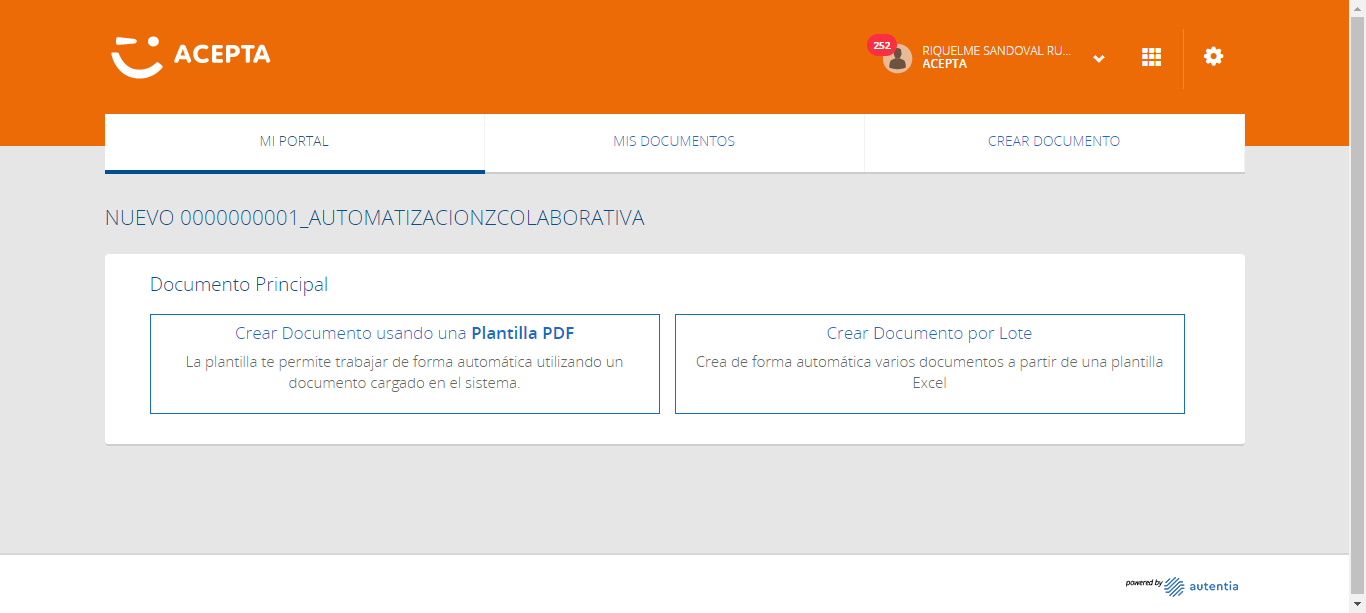 ACEPTA
252
RIQUELME SANDOVAL RU...
ACEPTA
MI PORTAL
MIS DOCUMENTOS
CREAR DOCUMENTO
NUEVO 0000000001_AUTOMATIZACIONZCOLABORATIVA
Documento Principal
Crear Documento usando una Plantilla PDF
La plantilla te permite trabajar de forma automática utilizando un
documento cargado en el sistema.
Crear Documento por Lote
Crea de forma automática varios documentos a partir de una plantilla
Excel
powered by autentia